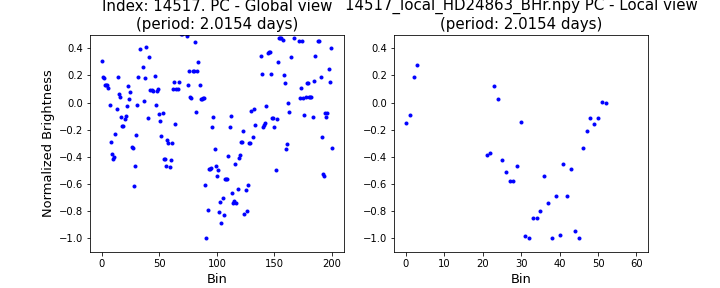 Index: 14517. PC - Global view
(period: 2.0154 days)
14517_local_HD24863_BHr.npy PC - Local view
(period: 2.0154 days)
Normalized Brightness
0.4
0.2
0.0
−0.2
−0.4
−0.6
−0.8
−1.0
0 50 100 150 200
Bin
0.4
0.2
0.0
−0.2
−0.4
−0.6
−0.8
−1.0
0 10 20 30 40 50 60
Bin